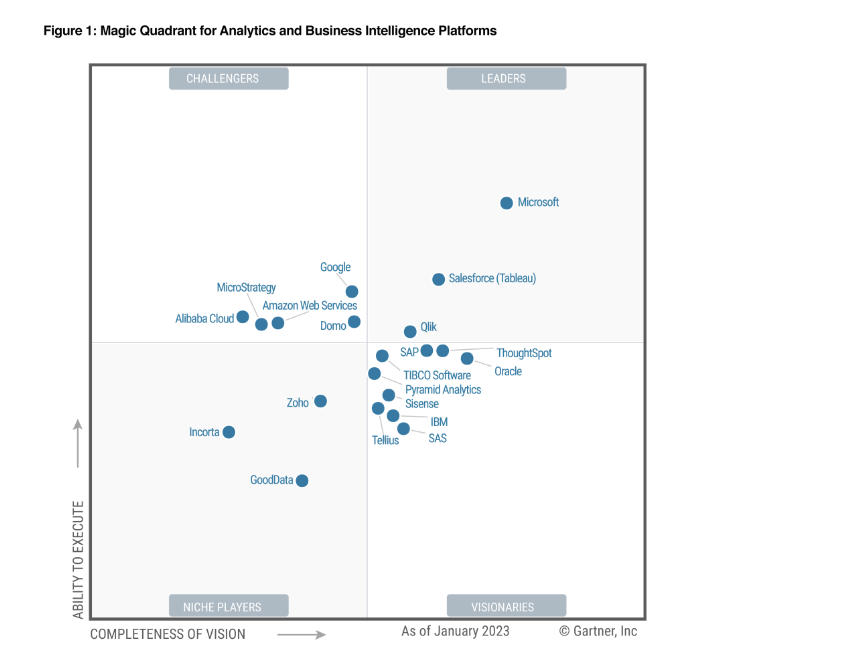 Figure 1: Magic Quadrant for Analytics and Business Intelligence Platforms
CHALLENGERS
LEADERS
Microsoft
Google
Salesforce (Tableau)
MicroStrategy
Amazon Web Services
Alibaba Cloud
Domo
Qlik
SAP
ThoughtSpot
Oracle
TIBCO Software
Pyramid Analytics
Sisense
Zoho
IBM
Incorta
Tellius
SAS
GoodData
ABILITY TO EXECUTE
NICHE PLAYERS
VISIONARIES
COMPLETENESS OF VISION
As of January 2023
© Gartner, Inc